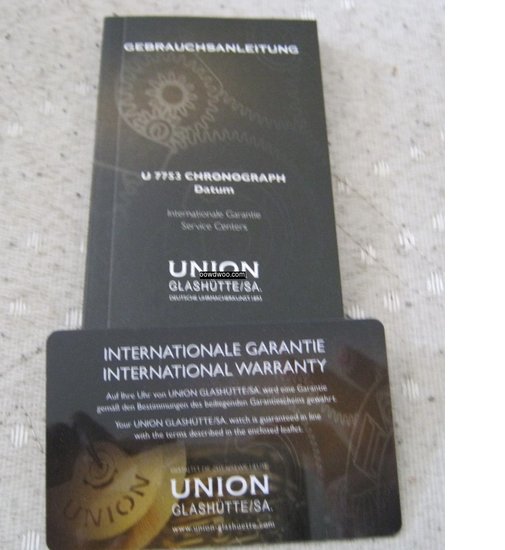 GEBRAUCHSANLEITUNG
U 7753 CHRONOGRAPH
Datum
Internationale Garantie
Service Centers
UNION
oowdwoo.com
GLASHÜTTE/SA.
DEUTSCHE UHRMACHERKUNST 1893
INTERNATIONALE GARANTIE
INTERNATIONAL WARRANTY
Auf Ihre Uhr von UNION GLASHÜTTE/SA. wird eine Garantie
gemäß den Bestimmungen des beiliegenden Garantiescheins gewährt.
Your UNION GLASHÜTTE/SA. watch is guaranteed in line
with the terms described in the enclosed leaflet.
UNION
UNION
GLASHÜTTE/SA.
www.union-glashuette.com